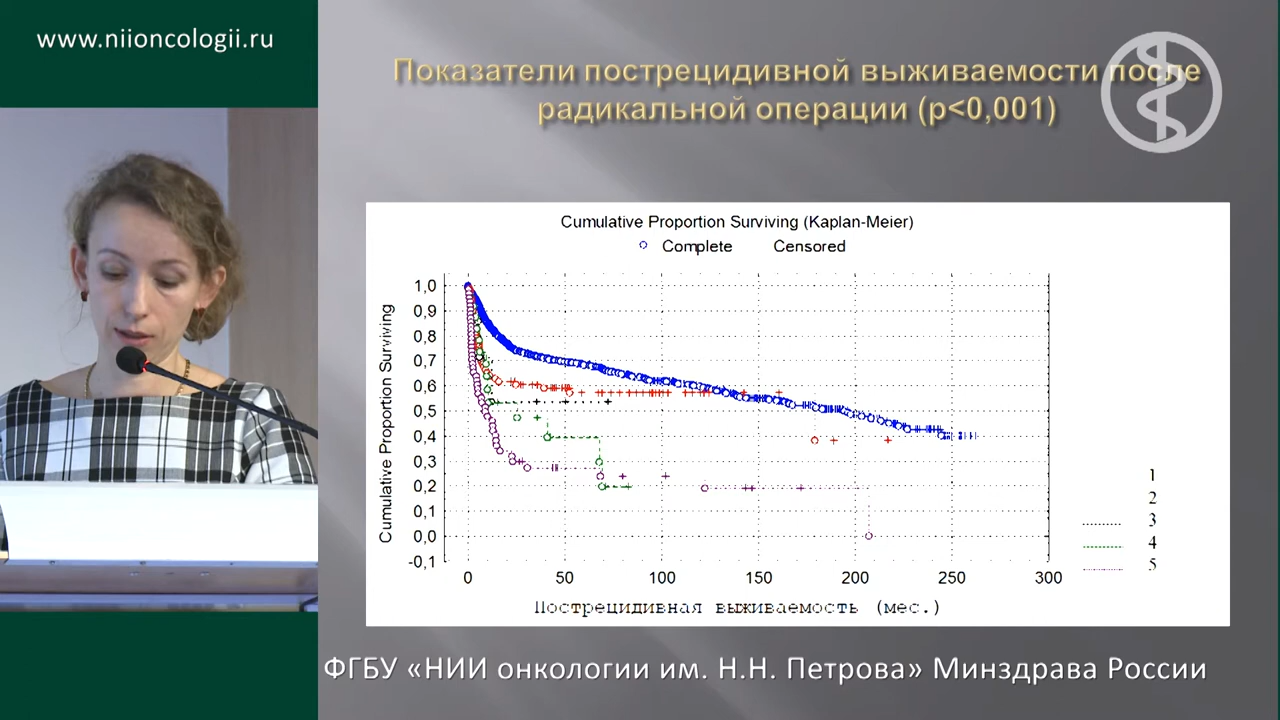 www.niioncologii.ru
Показатели пострецидивной выживаемости после
радикальной операции (p<0,001)
Cumulative Proportion Surviving (Kaplan-Meier)
Complete Censored
Cumulative Proportion Surviving
1,0
0,9
0,8
0,7
0,6
0,5
0,4
0,3
0,2
0,1
0,0
-0,1
0 50 100 150 200 250 300
Пострецидивная выживаемость (мес.)
1
2
3
4
5
ФГБУ «НИИ онкологии им. Н.Н. Петрова» Минздрава России